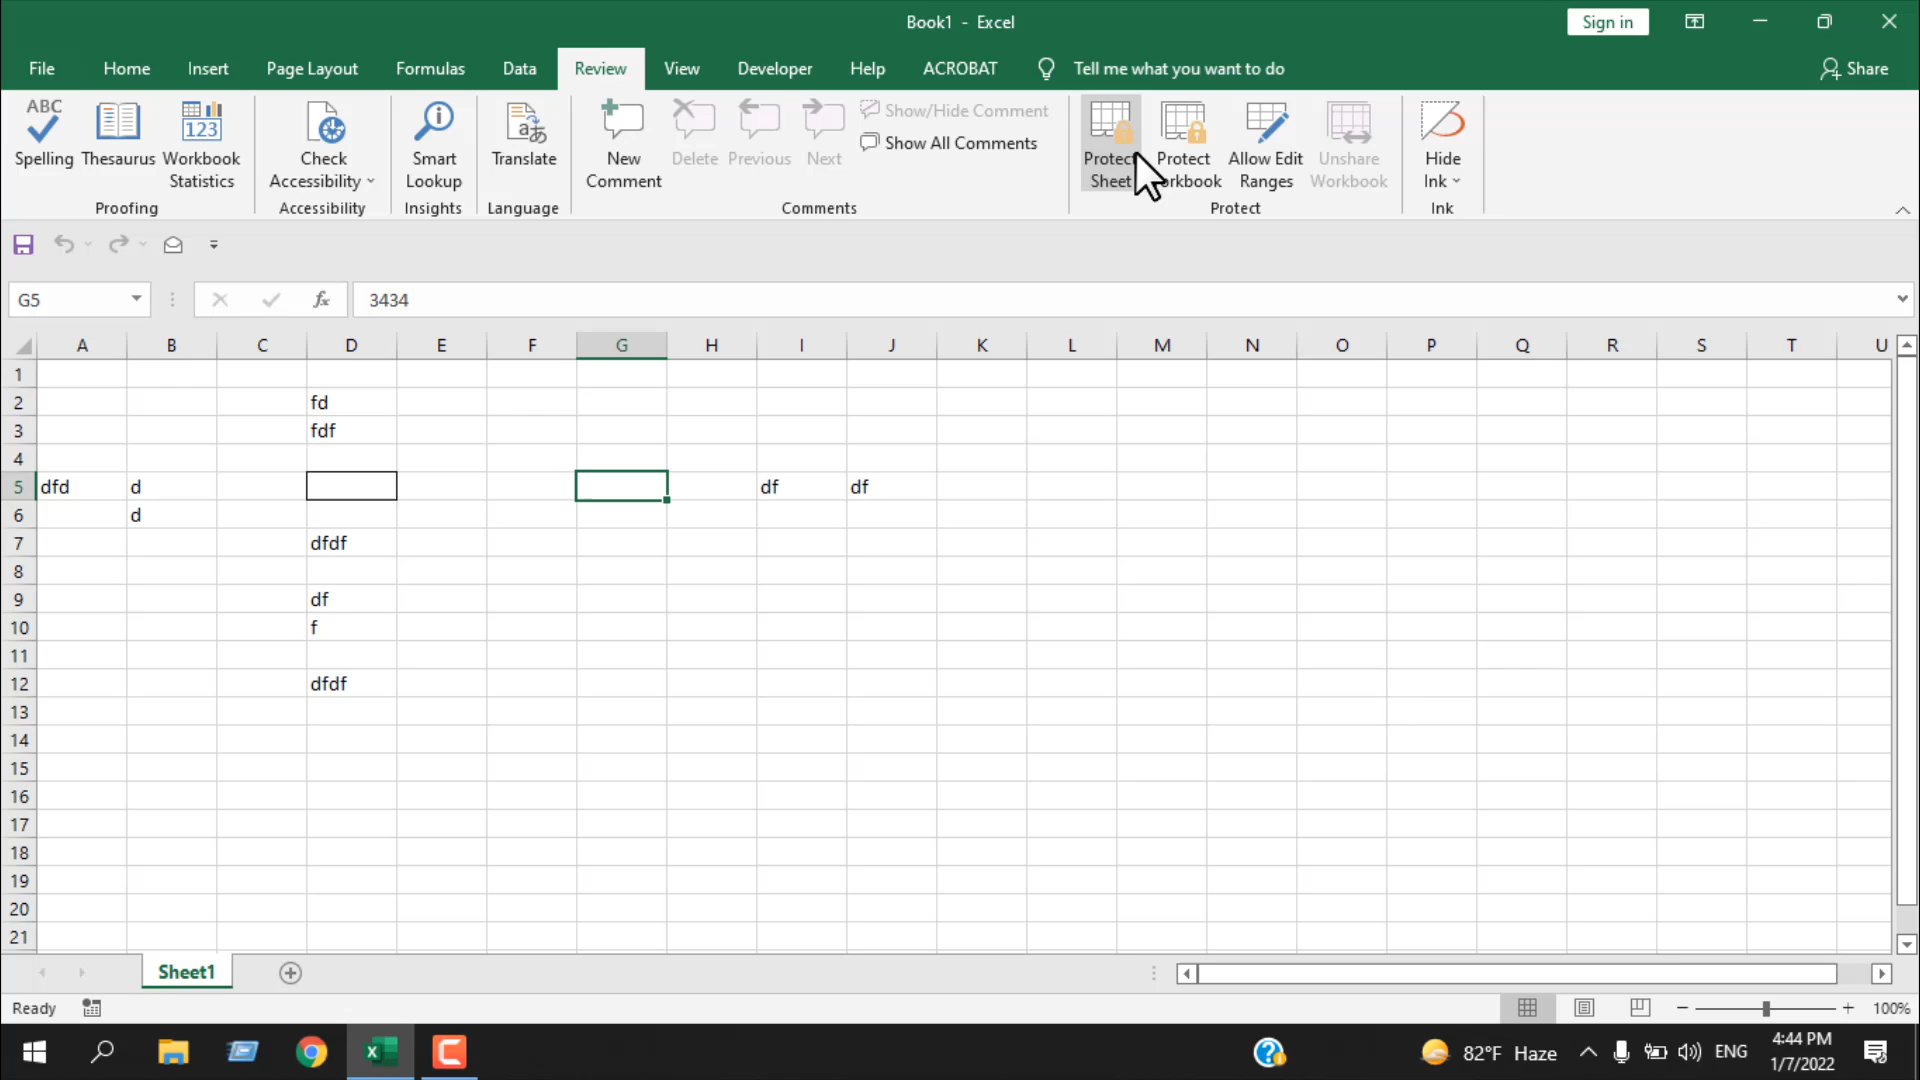 Book1 - Excel
Sign in
File Home Insert Page Layout Formulas Data Review View Developer Help ACROBAT Tell me what you want to do Share
ABC
Spelling
Thesaurus
123
Workbook
Statistics
Proofing
Check
Accessibility
Accessibility
Smart
Lookup
Insights
Translate
Language
New
Comment
Delete
Previous
Next
Show/Hide Comment
Show All Comments
Comments
Protect
Sheet
Protect
Allow Edit
Ranges
Unshare
Workbook
Protect
Hide
Ink
Ink
G5 fx 3434
A B C D E F G H I J K L M N O P Q R S T U
1
2 fd
3 fdf
4
5 dfd d df df
6 d
7 dfdf
8
9 df
10 f
11
12 dfdf
13
14
15
16
17
18
19
20
21
Sheet1
Ready 100%
82°F Haze ENG 4:44 PM
1/7/2022